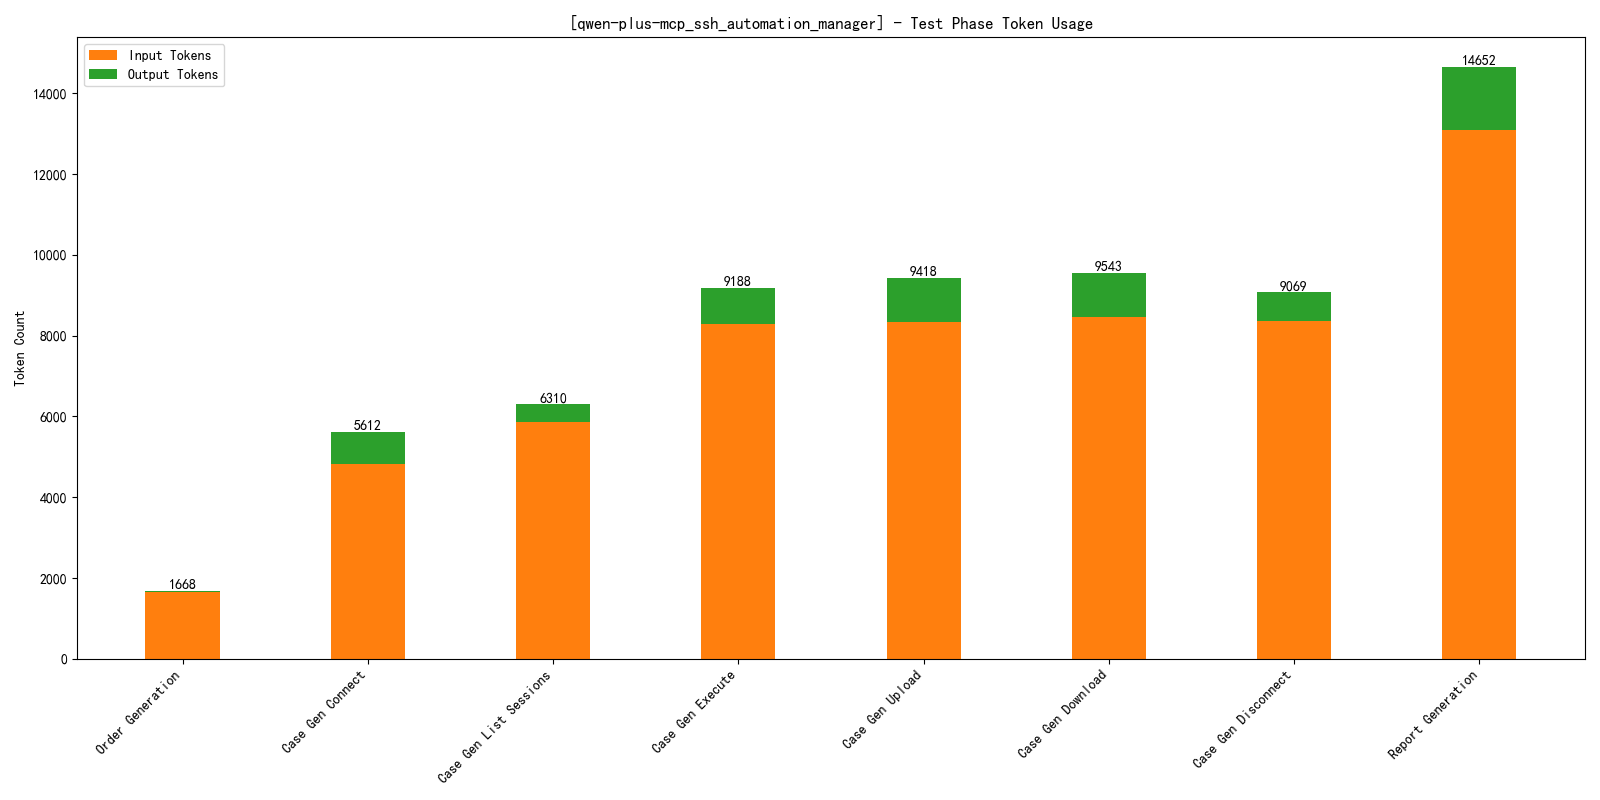 [qwen-plus-mcp_ssh_automation_manager] - Test Phase Token Usage
Input Tokens
Output Tokens
Token Count
14000
12000
10000
8000
6000
4000
2000
0
1668
5612
6310
9188
9418
9543
9069
14652
Order Generation
Case Gen Connect
Case Gen List Sessions
Case Gen Execute
Case Gen Upload
Case Gen Download
Case Gen Disconnect
Report Generation